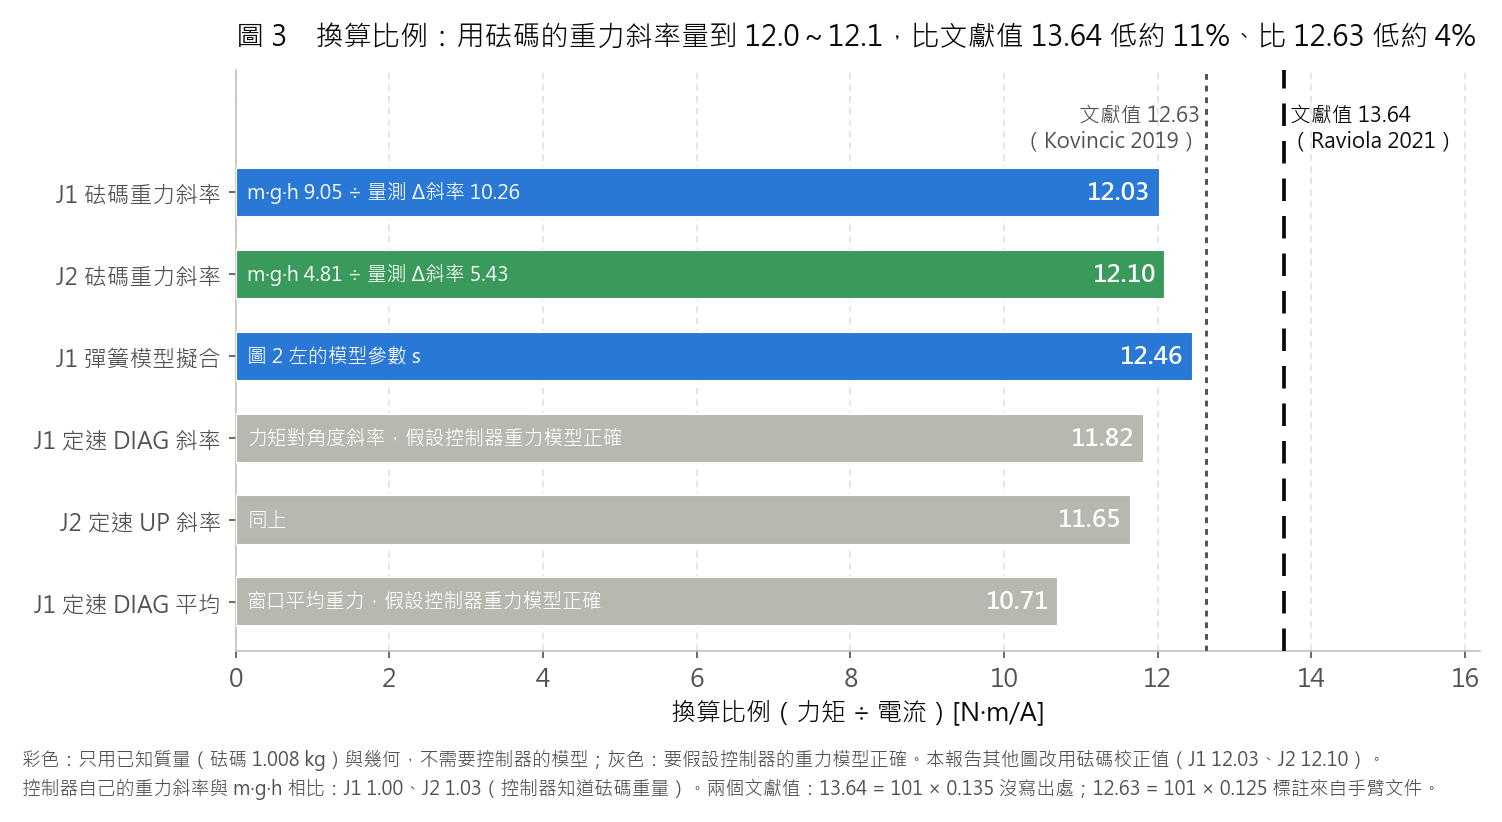 圖 3　換算比例：用砝碼的重力斜率量到 12.0～12.1，比文獻值 13.64 低約 11%、比 12.63 低約 4%
文獻值 12.63
（Kovincic 2019）
文獻值 13.64
（Raviola 2021）
J1 砝碼重力斜率
m·g·h 9.05 ÷ 量測 Δ斜率 10.26
12.03
J2 砝碼重力斜率
m·g·h 4.81 ÷ 量測 Δ斜率 5.43
12.10
J1 彈簧模型擬合
圖 2 左的模型參數 s
12.46
J1 定速 DIAG 斜率
力矩對角度斜率，假設控制器重力模型正確
11.82
J2 定速 UP 斜率
同上
11.65
J1 定速 DIAG 平均
窗口平均重力，假設控制器重力模型正確
10.71
0 2 4 6 8 10 12 14 16
換算比例（力矩 ÷ 電流）[N·m/A]
彩色：只用已知質量（砝碼 1.008 kg）與幾何，不需要控制器的模型；灰色：要假設控制器的重力模型正確。本報告其他圖改用砝碼校正值（J1 12.03、J2 12.10）。
控制器自己的重力斜率與 m·g·h 相比：J1 1.00、J2 1.03（控制器知道砝碼重量）。兩個文獻值：13.64 = 101 × 0.135 沒寫出處；12.63 = 101 × 0.125 標註來自手臂文件。